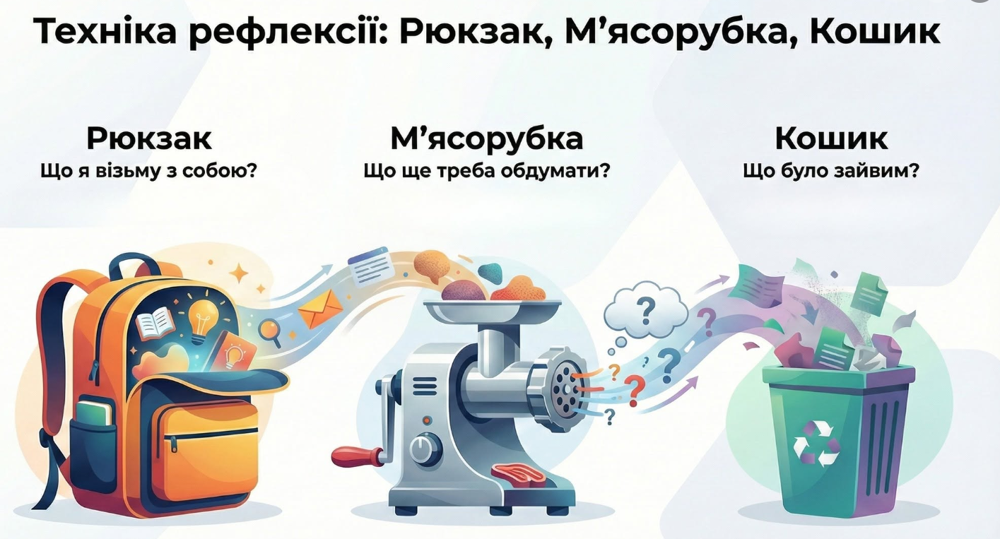 Техніка рефлексії: Рюкзак, М’ясорубка, Кошик
Рюкзак
Що я візьму з собою?
М’ясорубка
Що ще треба обдумати?
Кошик
Що було зайвим?
?
?
?
?
?
?
?